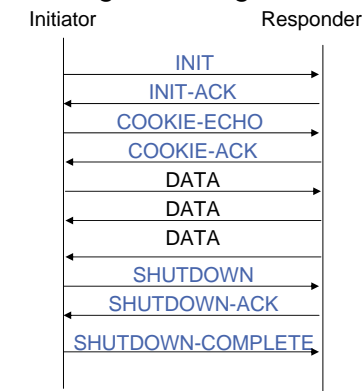 Initiator Responder
INIT
INIT-ACK
COOKIE-ECHO
COOKIE-ACK
DATA
DATA
DATA
SHUTDOWN
SHUTDOWN-ACK
SHUTDOWN-COMPLETE